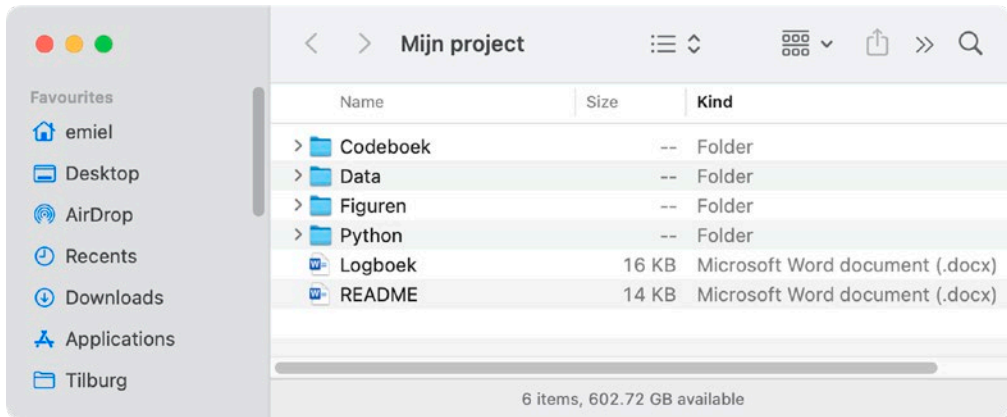 Mijn project
Favourites
emiel
Desktop
AirDrop
Recents
Downloads
Applications
Tilburg
Name Size Kind
Codeboek -- Folder
Data -- Folder
Figuren -- Folder
Python -- Folder
Logboek 16 KB Microsoft Word document (.docx)
README 14 KB Microsoft Word document (.docx)
6 items, 602.72 GB available